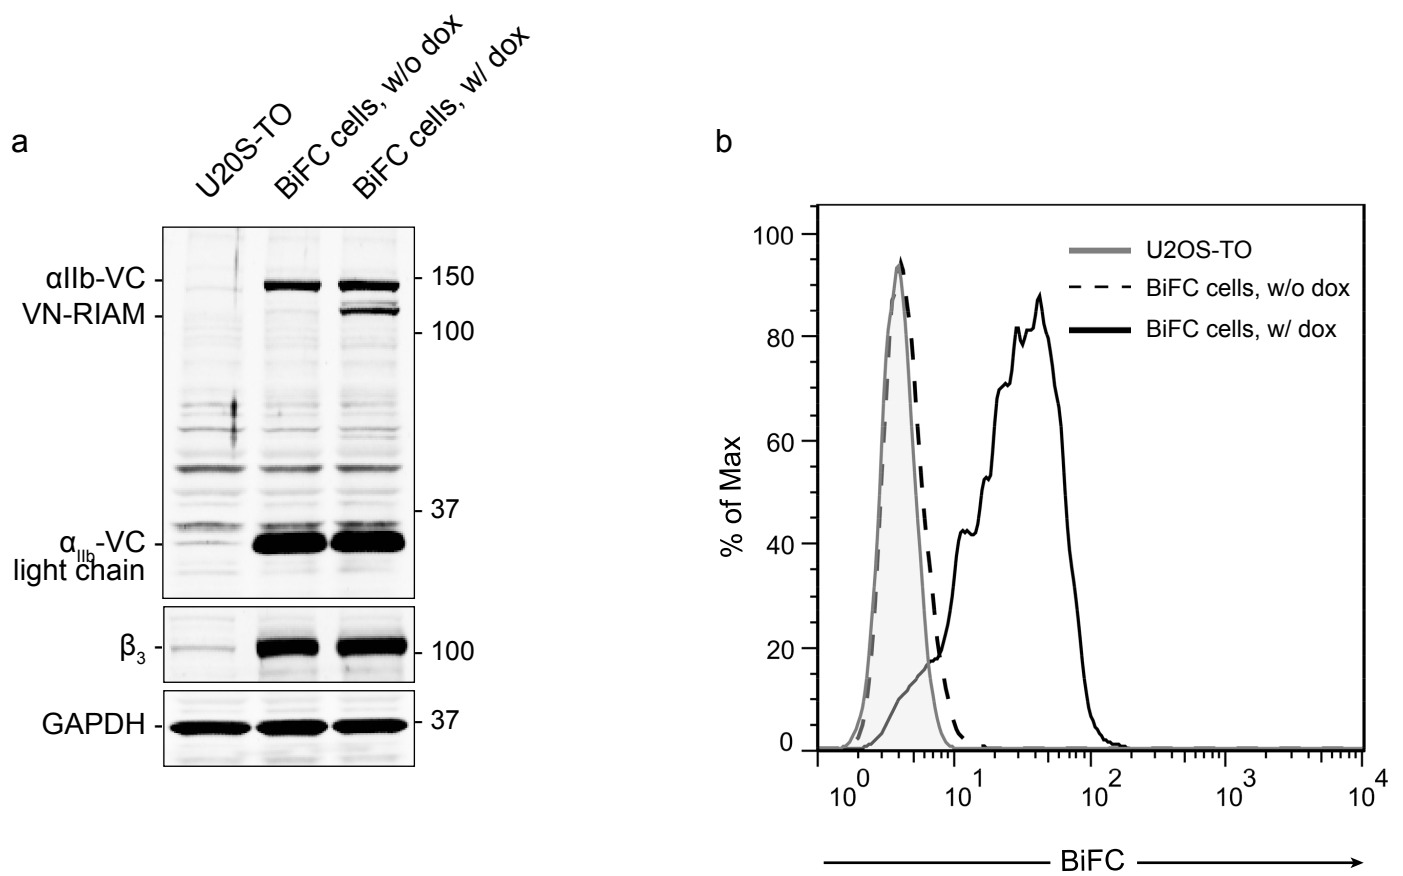 a
U20S-TO
BiFC cells, w/o dox
BiFC cells, w/ dox
αIIb-VC
VN-RIAM
150
100
37
αIIb-VC
light chain
β3
100
GAPDH
37
b
U2OS-TO
BiFC cells, w/o dox
BiFC cells, w/ dox
% of Max
100
80
60
40
20
0
10^0
10^1
10^2
10^3
10^4
BiFC